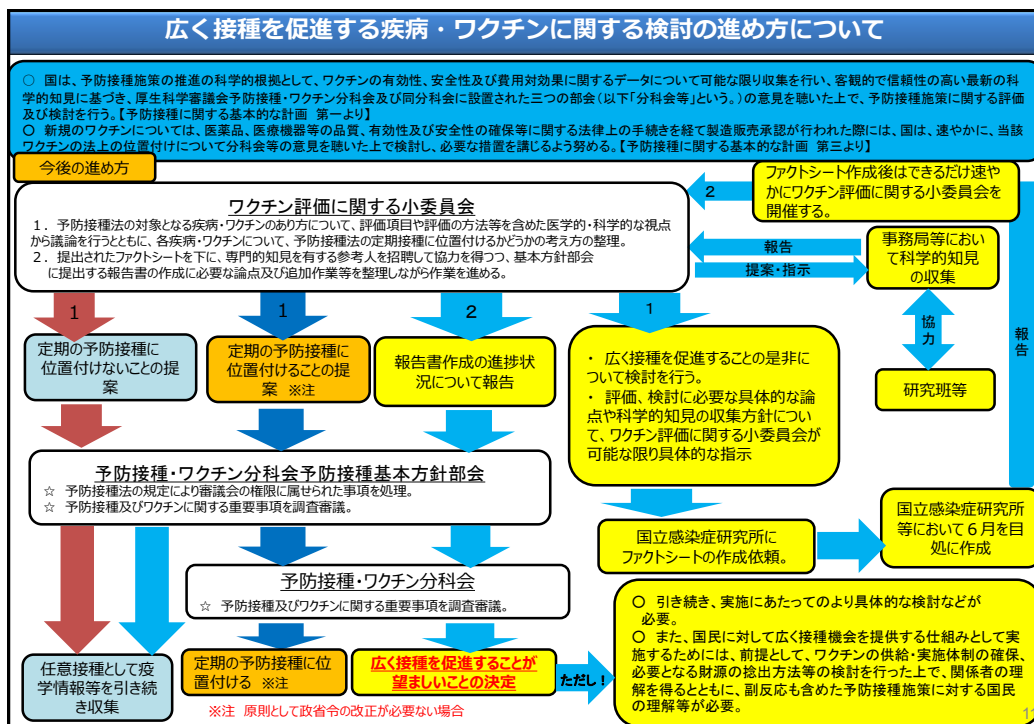 広く接種を促進する疾病・ワクチンに関する検討の進め方について
○ 国は、予防接種施策の推進の科学的根拠として、ワクチンの有効性、安全性及び費用対効果に関するデータについて可能な限り収集を行い、客観的で信頼性の高い最新の科
学的知見に基づき、厚生科学審議会予防接種・ワクチン分科会及び同分科会に設置された三つの部会(以下「分科会等」という。)の意見を聴いた上で、予防接種施策に関する評価
及び検討を行う。【予防接種に関する基本的な計画 第一より】
○ 新規のワクチンについては、医薬品、医療機器等の品質、有効性及び安全性の確保等に関する法律上の手続きを経て製造販売承認が行われた際には、国は、速やかに、当該
ワクチンの法上の位置付けについて分科会等の意見を聴いた上で検討し、必要な措置を講じるよう努める。【予防接種に関する基本的な計画 第三より】
今後の進め方
ファクトシート作成後はできるだけ速や
かにワクチン評価に関する小委員会を
開催する。
2
ワクチン評価に関する小委員会
1.予防接種法の対象となる疾病・ワクチンのあり方について、評価項目や評価の方法等を含めた医学的・科学的な視点
から議論を行うとともに、各疾病・ワクチンについて、予防接種法の定期接種に位置付けるかどうかの考え方の整理。
2.提出されたファクトシートを下に、専門的知見を有する参考人を招聘して協力を得つつ、基本方針部会
に提出する報告書の作成に必要な論点及び追加作業等を整理しながら作業を進める。
報告
提案・指示
事務局等におい
て科学的知見
の収集
協力
研究班等
報告
1
1
2
1
定期の予防接種に
位置付けないことの提
案
定期の予防接種に
位置付けることの提
案 ※注
報告書作成の進捗状
況について報告
・ 広く接種を促進することの是非に
ついて検討を行う。
・ 評価、検討に必要な具体的な論
点や科学的知見の収集方針につい
て、ワクチン評価に関する小委員会が
可能な限り具体的な指示
予防接種・ワクチン分科会予防接種基本方針部会
☆ 予防接種法の規定により審議会の権限に属せられた事項を処理。
☆ 予防接種及びワクチンに関する重要事項を調査審議。
国立感染症研究所に
ファクトシートの作成依頼。
国立感染症研究所
等において6月を目
処に作成
予防接種・ワクチン分科会
☆ 予防接種及びワクチンに関する重要事項を調査審議。
任意接種として疫
学情報等を引き続
き収集
定期の予防接種に位
置付ける ※注
広く接種を促進することが
望ましいことの決定
ただし!
○ 引き続き、実施にあたってのより具体的な検討などが
必要。
○ また、国民に対して広く接種機会を提供する仕組みとして実
施するためには、前提として、ワクチンの供給・実施体制の確保、
必要となる財源の捻出方法等の検討を行った上で、関係者の理
解を得るとともに、副反応も含めた予防接種施策に対する国民
の理解等が必要。
※注 原則として政省令の改正が必要ない場合